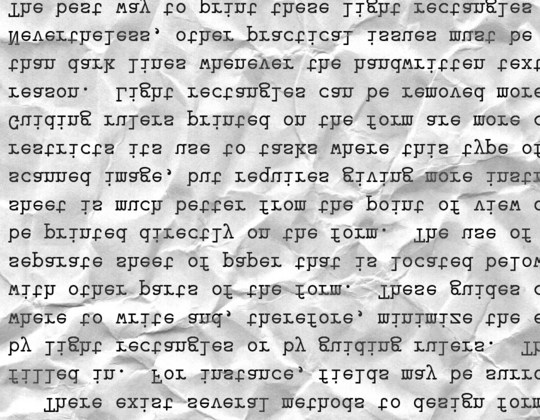 There exist several methods to design form
filled in. For instance, fields may be surro
by light rectangles or by guiding rulers. Th
where to write and, therefore, minimize the e
with other parts of the form. These guides c
separate sheet of paper that is located below
be printed directly on the form. The use of
sheet is much better from the point of view o
scanned image, but requires giving more instr
restricts its use to tasks where this type of
Guiding rulers printed on the form are more c
reason. Light rectangles can be removed more
than dark lines whenever the handwritten text
Nevertheless, other practical issues must be
The best way to print these light rectangles